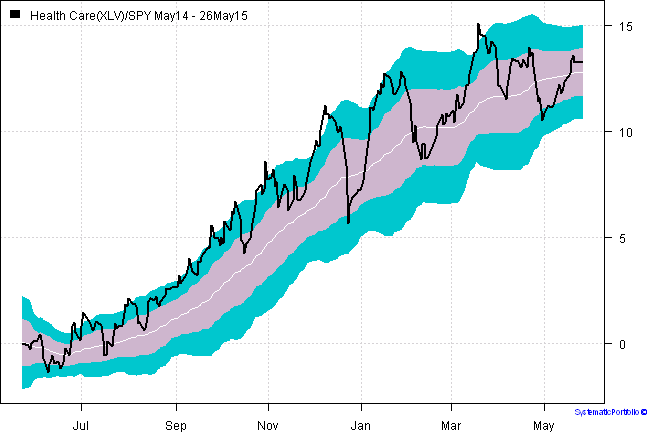 Health Care(XLV)/SPY May14 - 26May15
15
10
5
0
Jul Sep Nov Jan Mar May
SystematicPortfolio ©